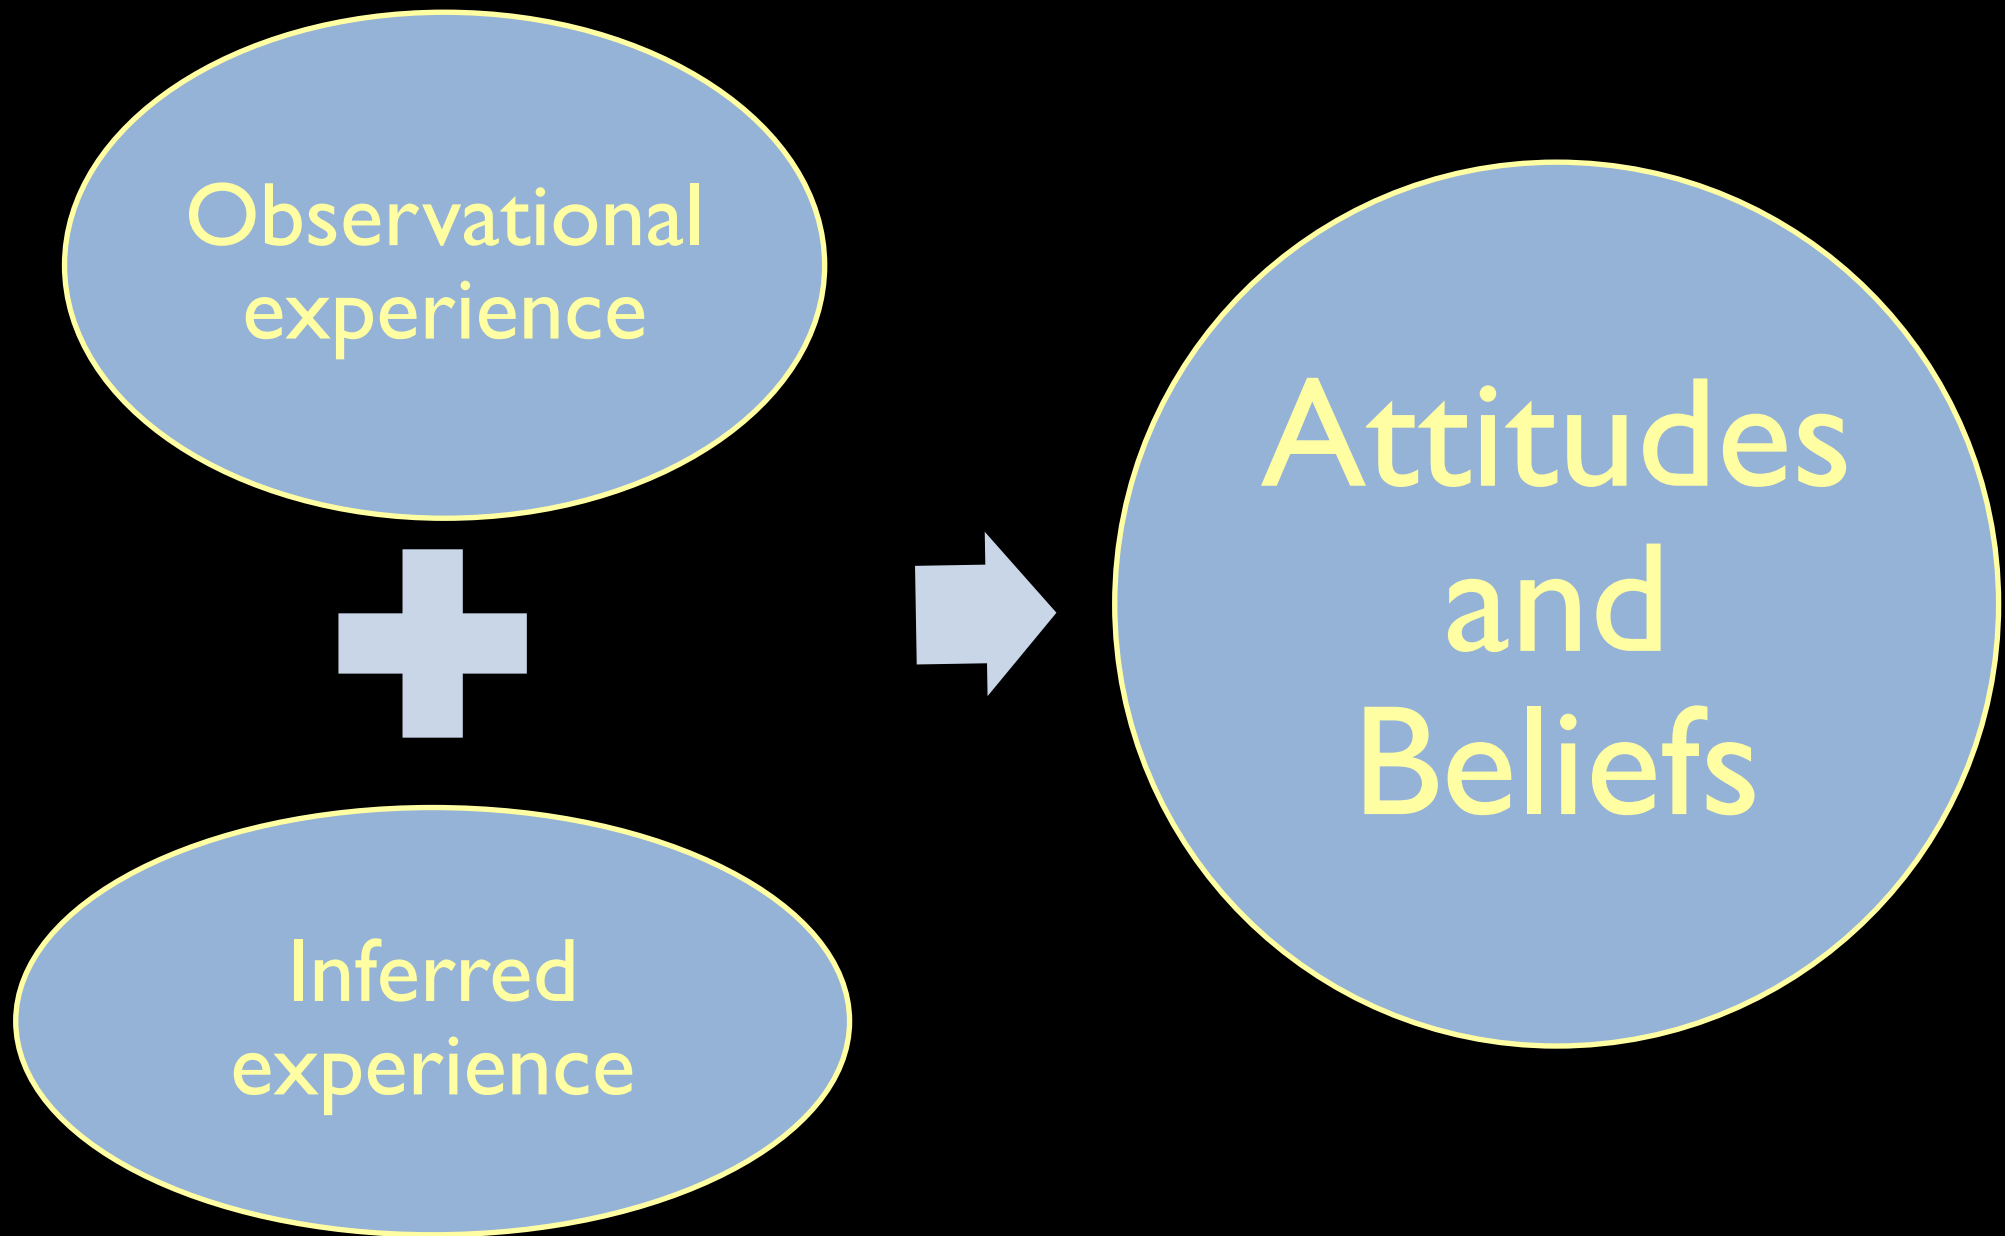 Observational
experience
Inferred
experience
Attitudes
and
Beliefs